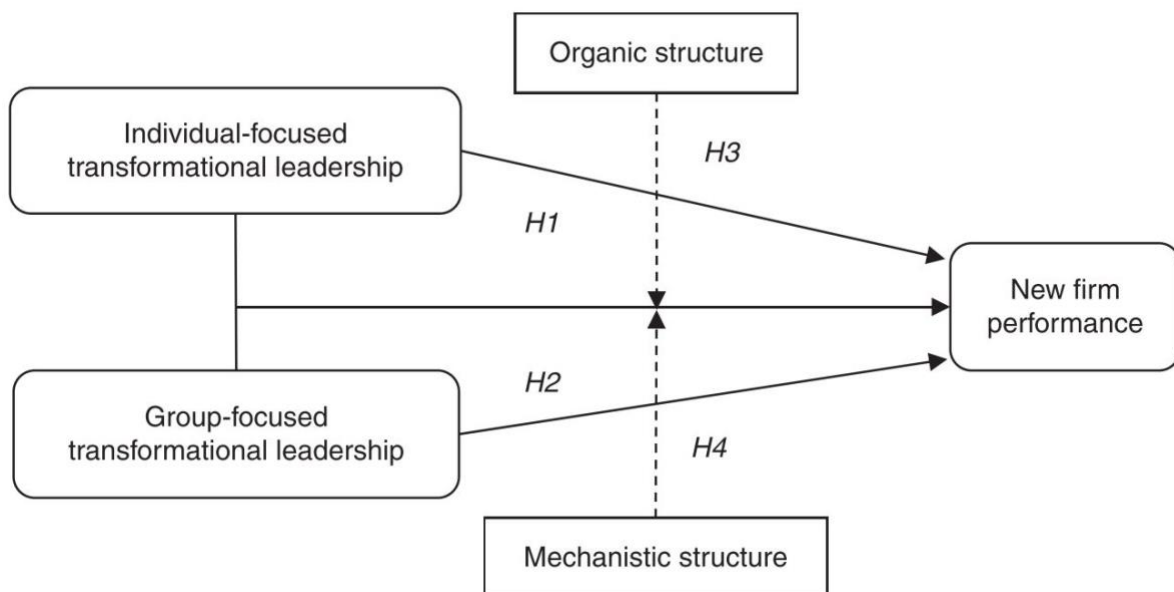 Organic structure
Individual-focused
transformational leadership
H3
H1
New firm
performance
H2
Group-focused
transformational leadership
H4
Mechanistic structure